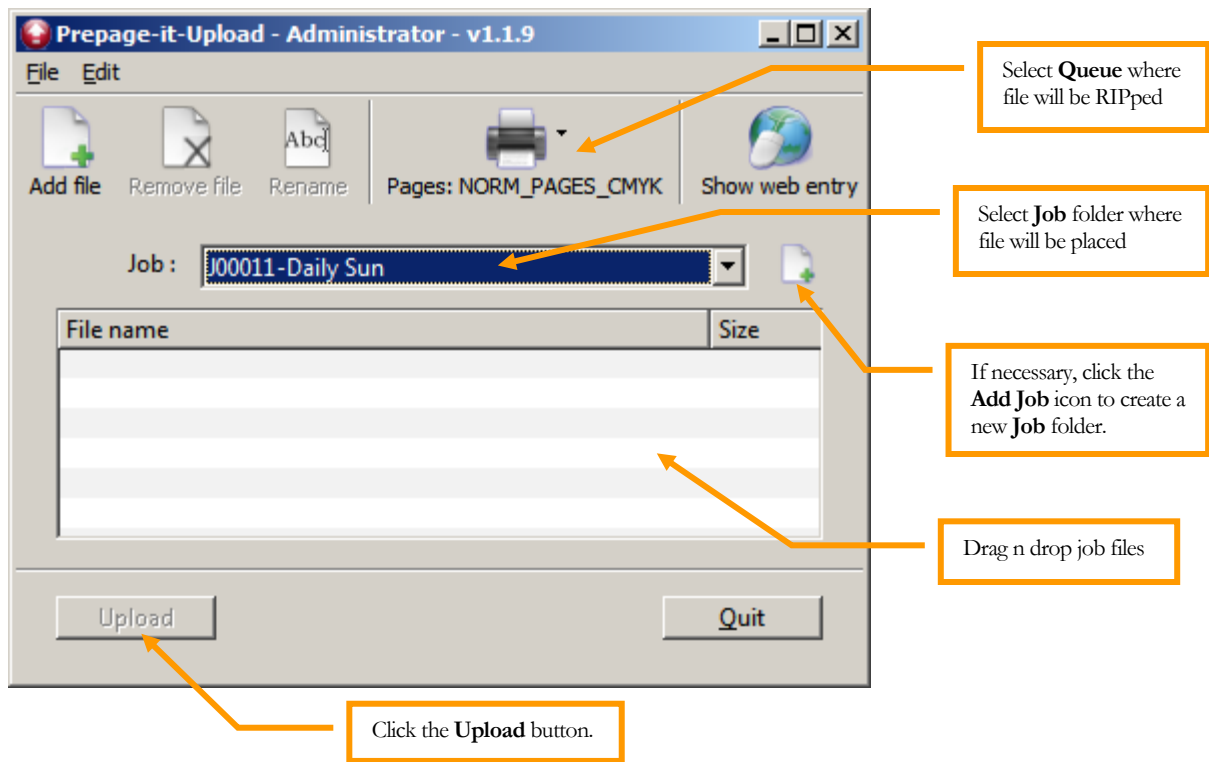 Prepage-it-Upload - Administrator - v1.1.9
File Edit
Add file
Remove file
Abc
Rename
Pages: NORM_PAGES_CMYK
Show web entry
Job :
J00011-Daily Sun
File name
Size
Upload
Quit
Select Queue where
file will be RIPped
Select Job folder where
file will be placed
If necessary, click the
Add Job icon to create a
new Job folder.
Drag n drop job files
Click the Upload button.